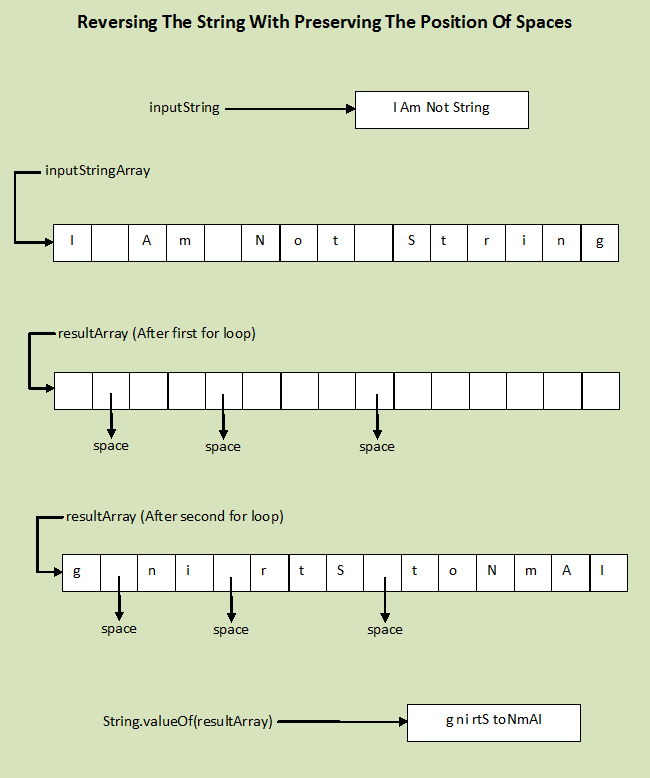 Reversing The String With Preserving The Position Of Spaces
inputString I Am Not String
inputStringArray
I A m N o t S t r i n g
resultArray (After first for loop)
space space space
resultArray (After second for loop)
g n i r t S t o N m A I
space space space
String.valueOf(resultArray) g ni rtS toNmAI